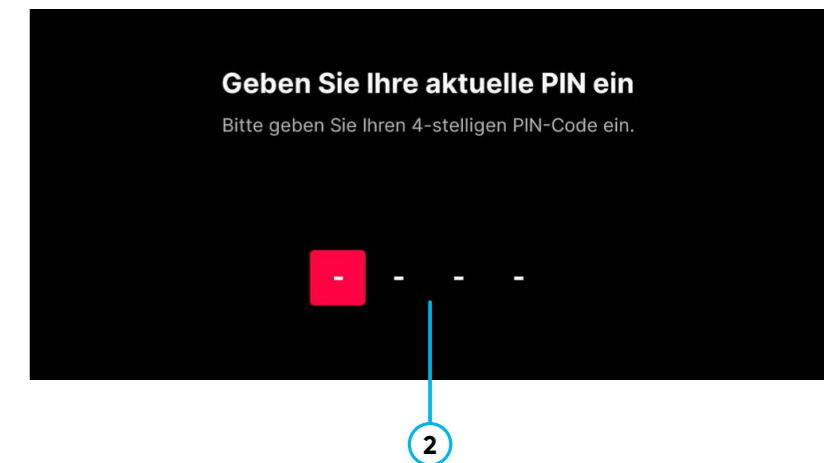 Geben Sie Ihre aktuelle PIN ein
Bitte geben Sie Ihren 4-stelligen PIN-Code ein.
- - - -
2